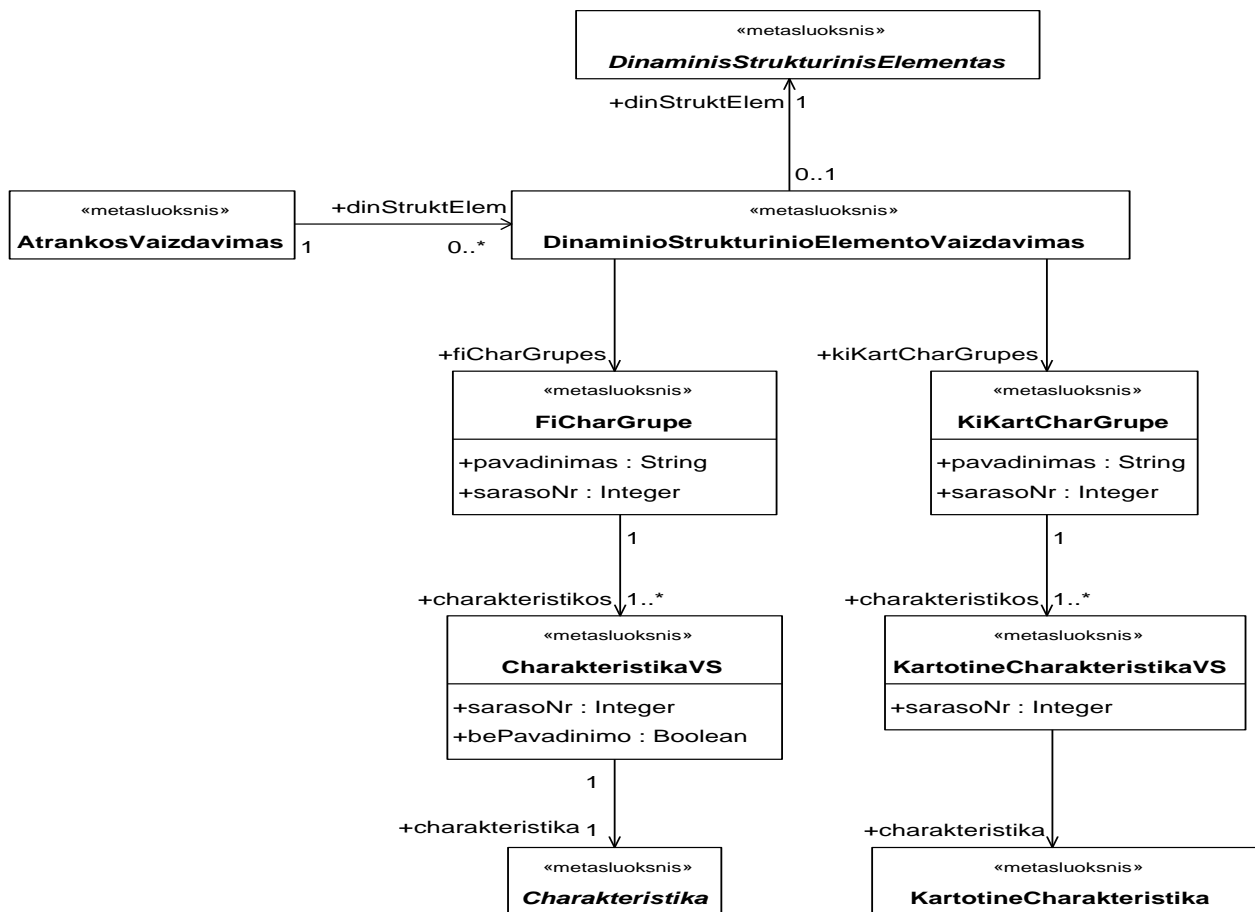 «metasluoksnis»
DinaminisStrukturinisElementas
+dinStruktElem 1
0..1
«metasluoksnis»
AtrankosVaizdavimas
+dinStruktElem
1
0..*
«metasluoksnis»
DinaminioStrukturinioElementoVaizdavimas
+fiCharGrupes
+kiKartCharGrupes
«metasluoksnis»
FiCharGrupe
+pavadinimas : String
+sarasoNr : Integer
«metasluoksnis»
KiKartCharGrupe
+pavadinimas : String
+sarasoNr : Integer
1
1
+charakteristikos 1..*
+charakteristikos 1..*
«metasluoksnis»
CharakteristikaVS
+sarasoNr : Integer
+bePavadinimo : Boolean
«metasluoksnis»
KartotineCharakteristikaVS
+sarasoNr : Integer
1
+charakteristika 1
+charakteristika
«metasluoksnis»
Charakteristika
«metasluoksnis»
KartotineCharakteristika